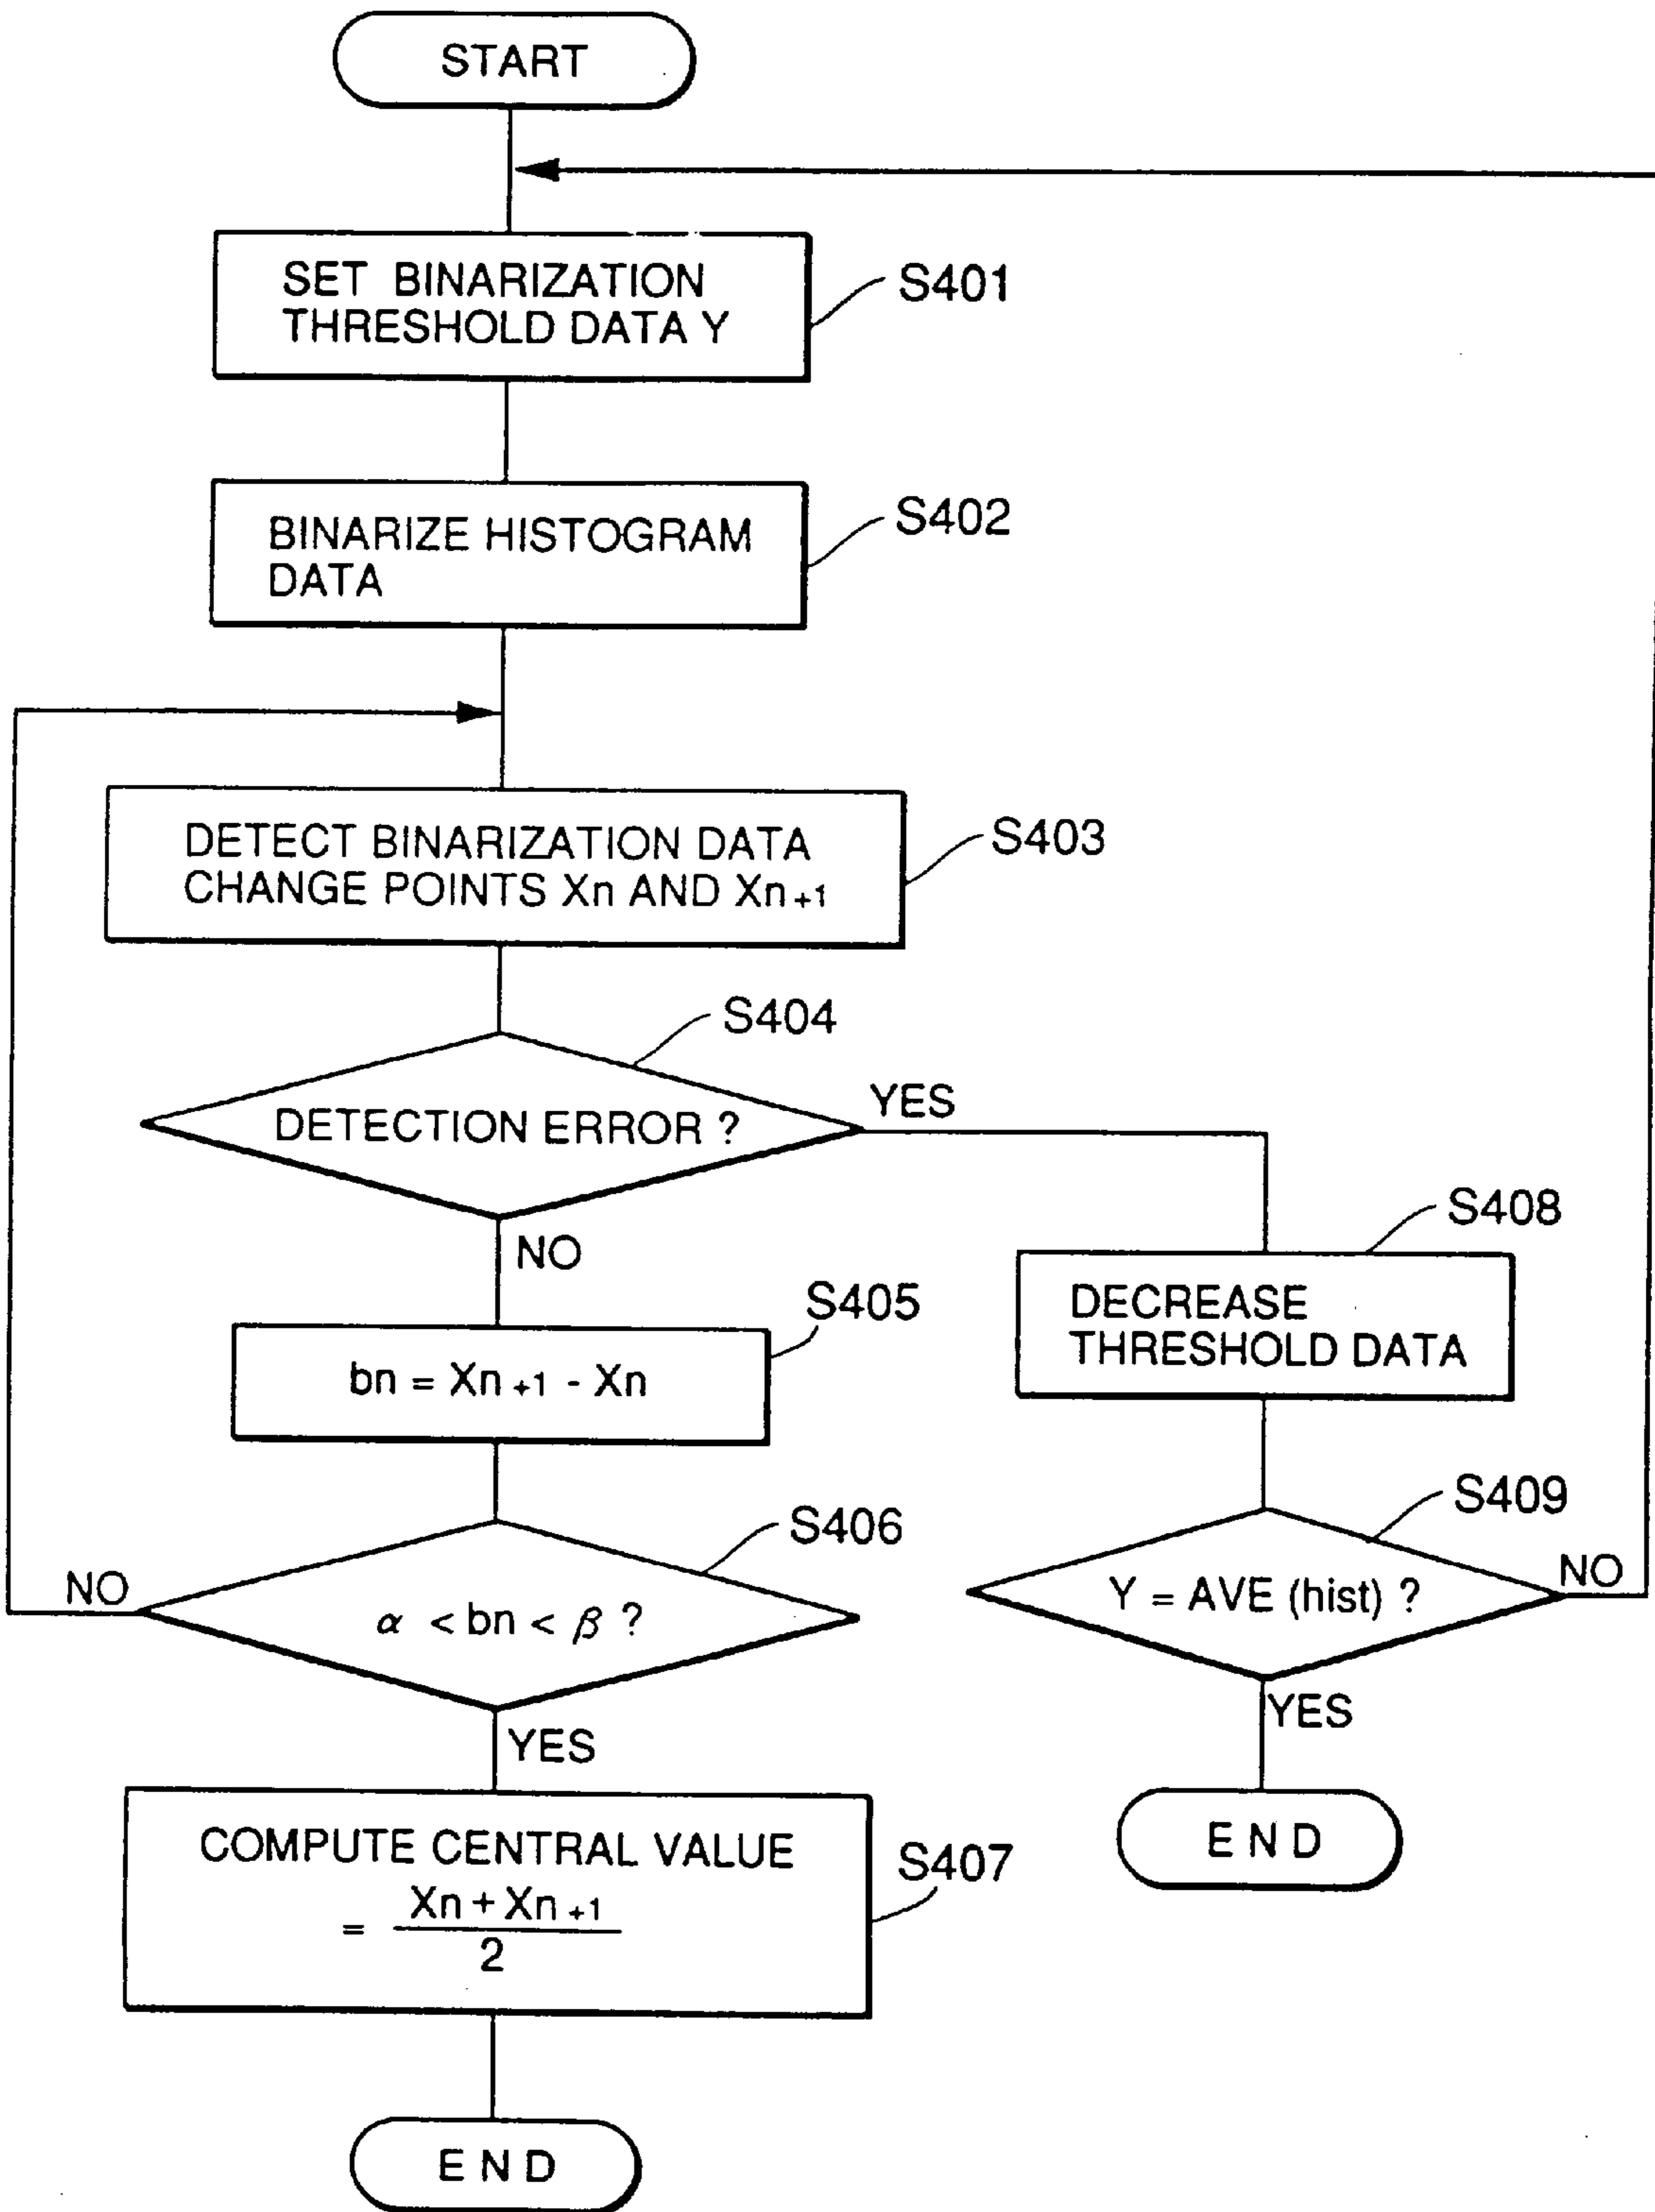 START
SET BINARIZATION
THRESHOLD DATA Y
S401
BINARIZE HISTOGRAM
DATA
S402
DETECT BINARIZATION DATA
CHANGE POINTS Xn AND Xn +1
S403
S404
DETECTION ERROR ?
YES
NO
S405
bn = Xn +1 - Xn
S408
DECREASE
THRESHOLD DATA
S406
α < bn < β ?
NO
YES
S409
Y = AVE (hist) ?
NO
YES
END
COMPUTE CENTRAL VALUE
= Xn + Xn +1
2
S407
END